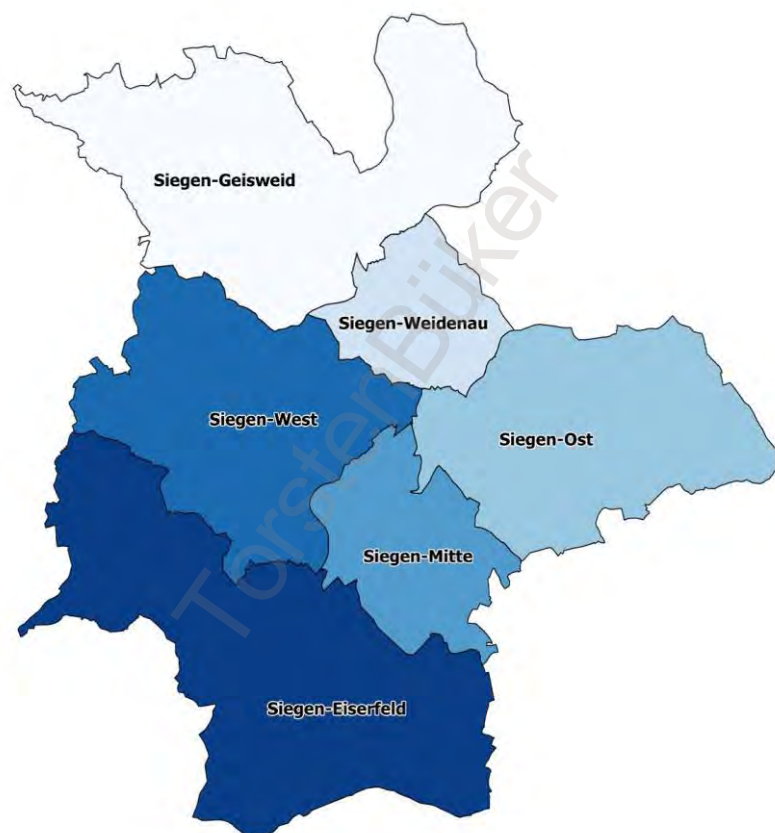 Siegen-Geisweid
Siegen-Weidenau
Siegen-West
Siegen-Ost
Siegen-Mitte
Siegen-Eiserfeld
TorstenBüker